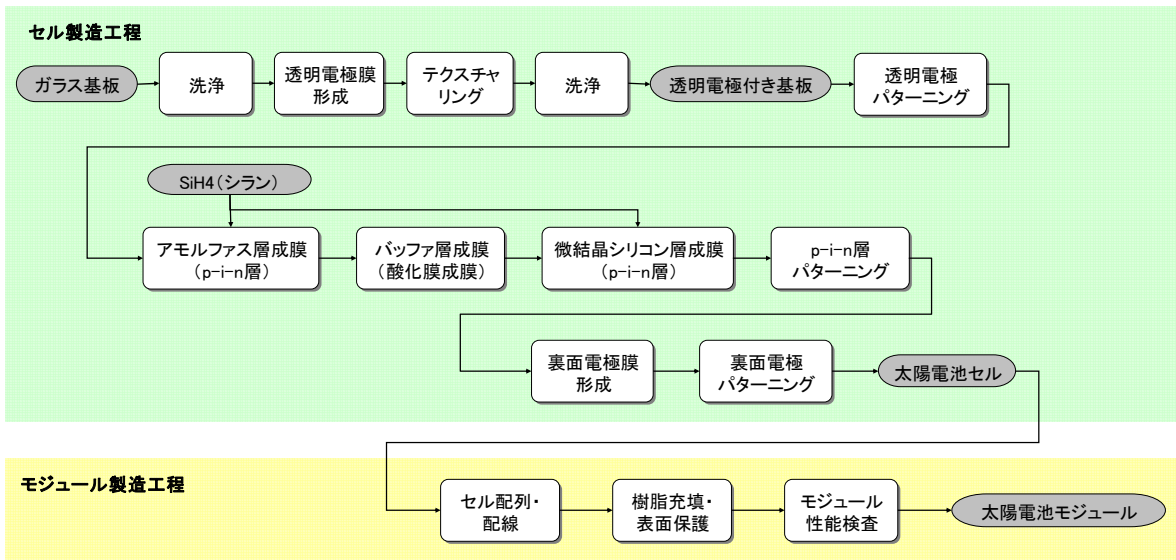 セル製造工程
ガラス基板
洗浄
透明電極膜
形成
テクスチャ
リング
洗浄
透明電極付き基板
透明電極
パターニング
SiH4(シラン)
アモルファス層成膜
(p-i-n層)
バッファ層成膜
(酸化膜成膜)
微結晶シリコン層成膜
(p-i-n層)
p-i-n層
パターニング
裏面電極膜
形成
裏面電極
パターニング
太陽電池セル
モジュール製造工程
セル配列・
配線
樹脂充填・
表面保護
モジュール
性能検査
太陽電池モジュール